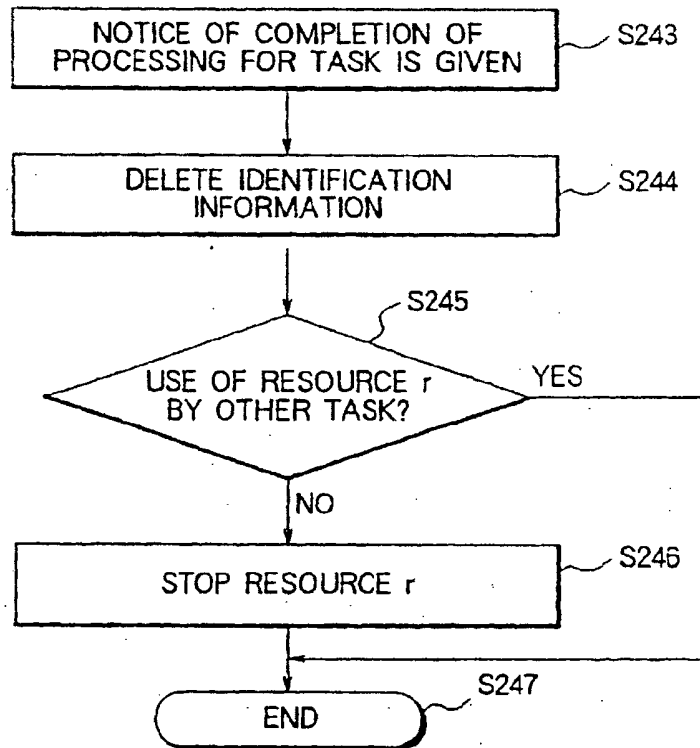 NOTICE OF COMPLETION OF
PROCESSING FOR TASK IS GIVEN
S243
DELETE IDENTIFICATION
INFORMATION
S244
S245
USE OF RESOURCE r
BY OTHER TASK?
YES
NO
STOP RESOURCE r
S246
S247
END